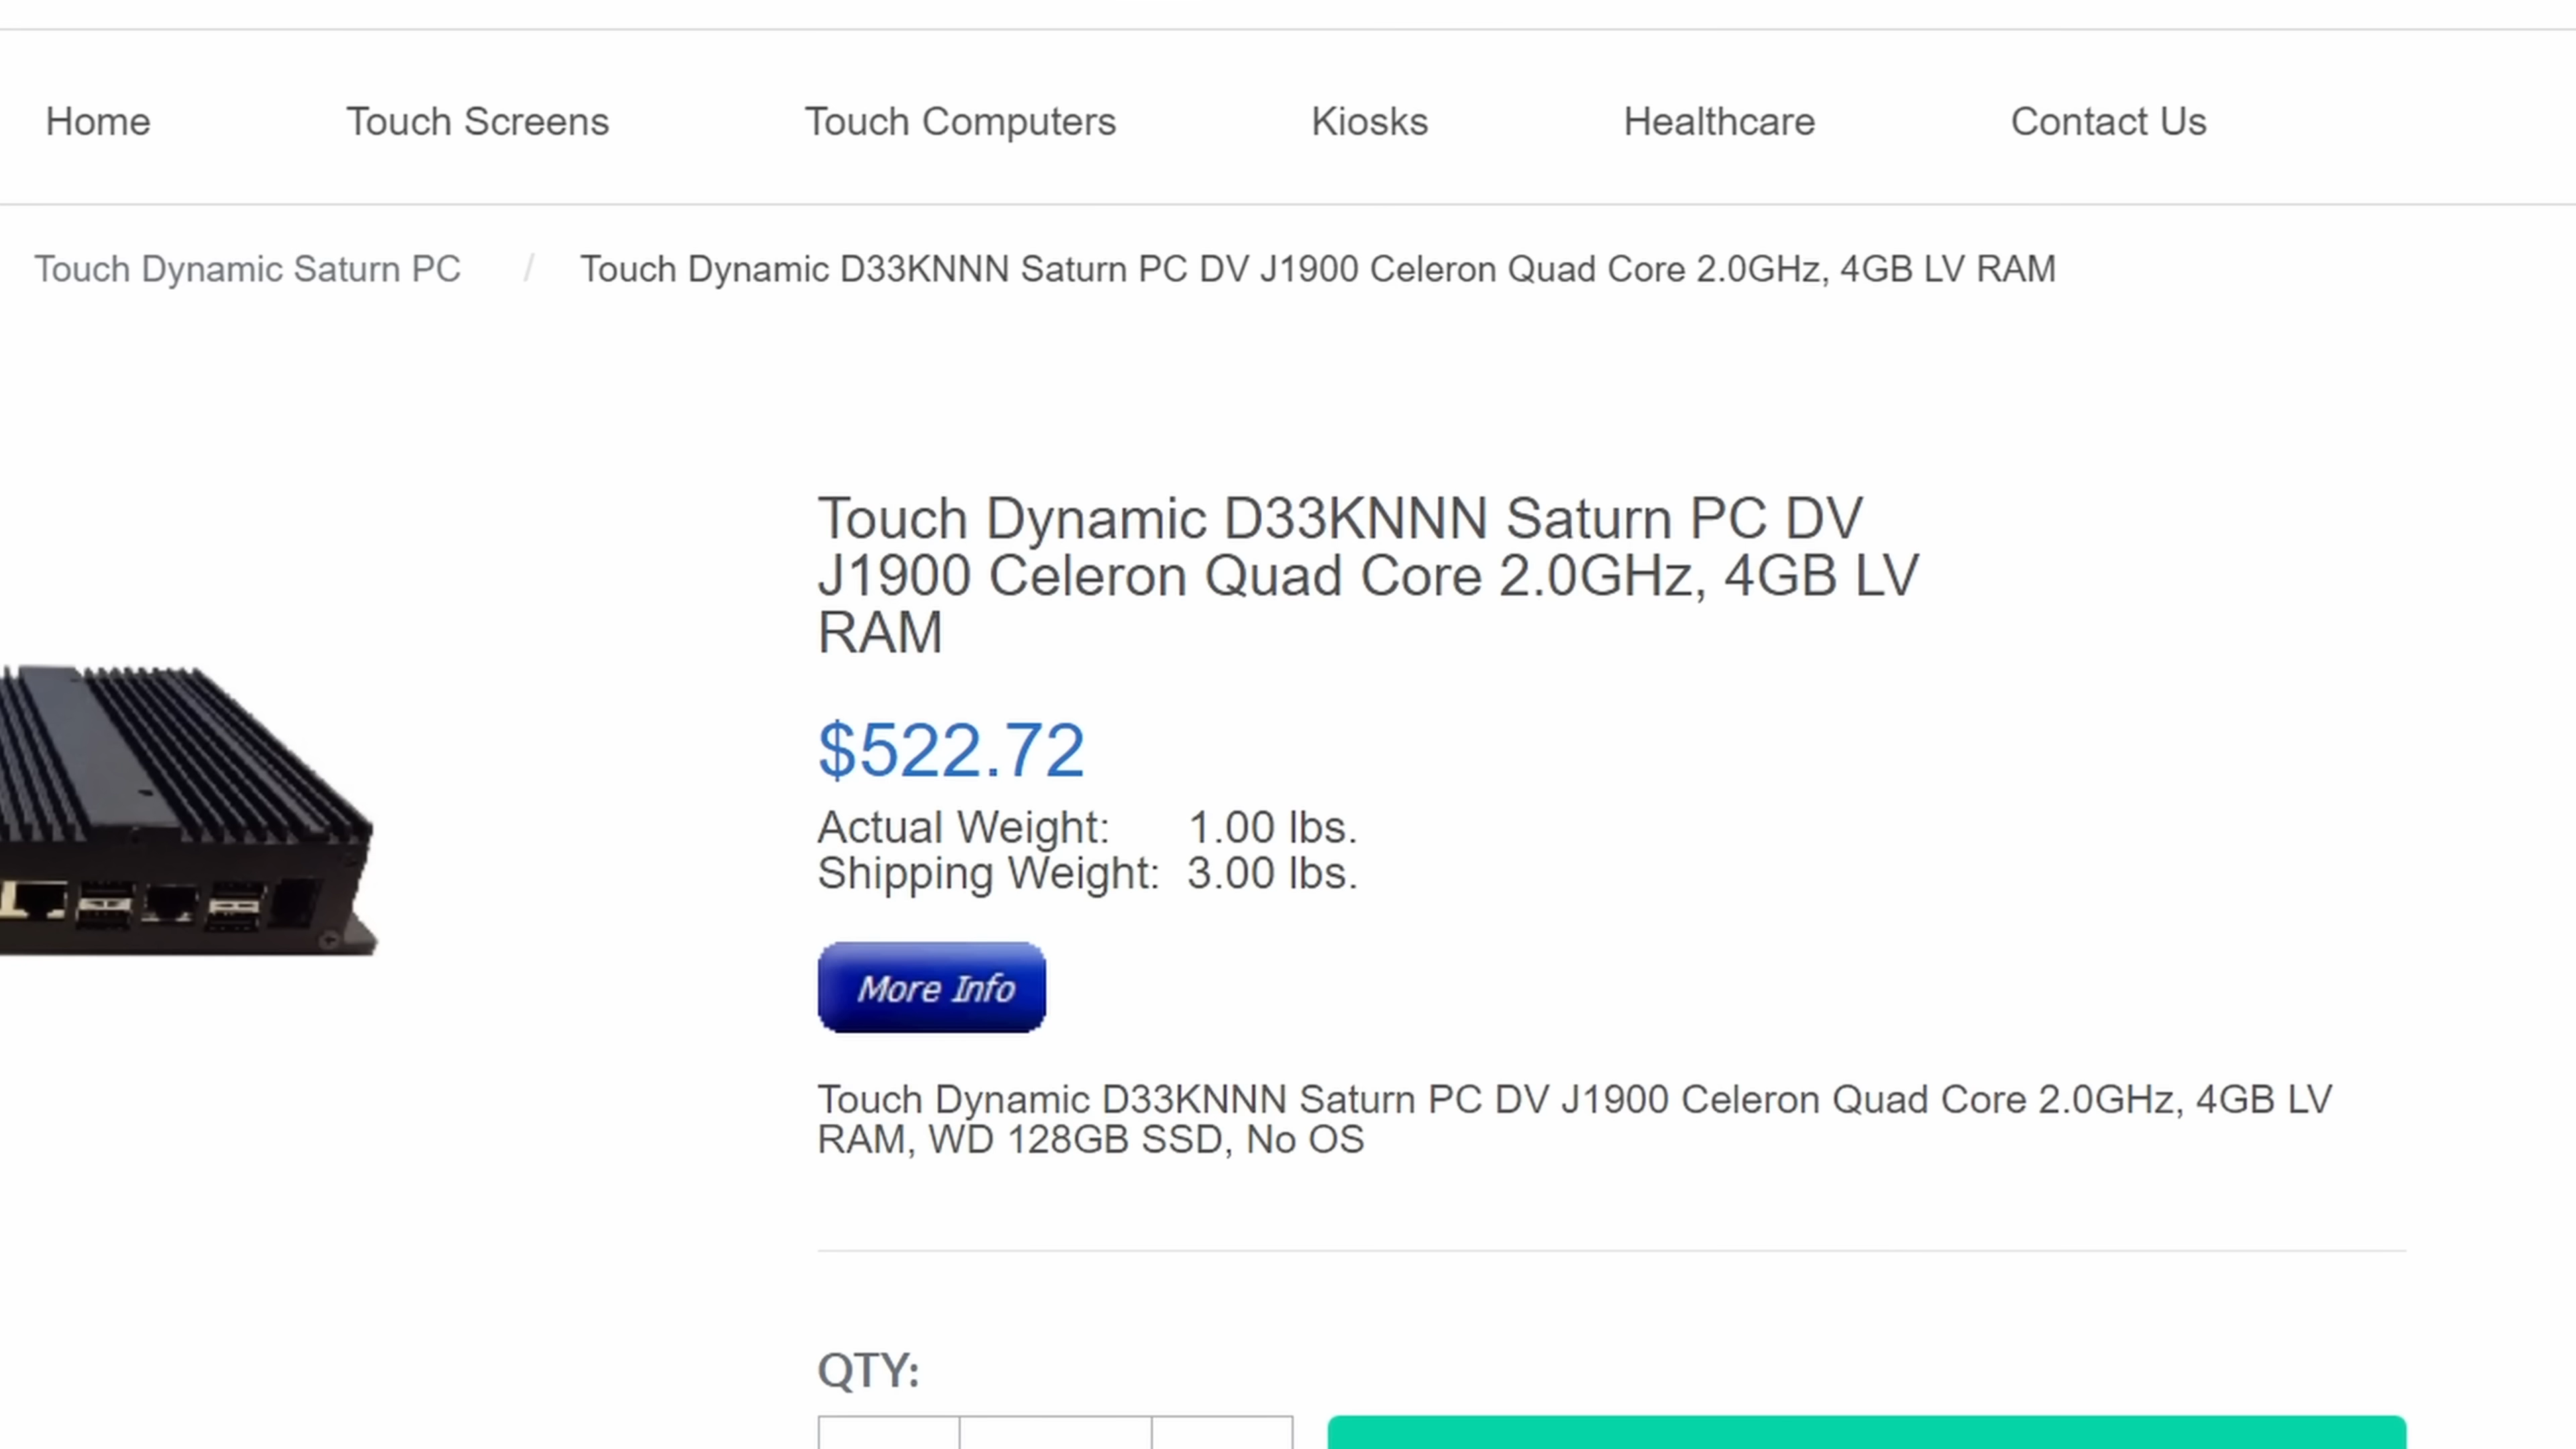 Home Touch Screens Touch Computers Kiosks Healthcare Contact Us
Touch Dynamic Saturn PC / Touch Dynamic D33KNNN Saturn PC DV J1900 Celeron Quad Core 2.0GHz, 4GB LV RAM
Touch Dynamic D33KNNN Saturn PC DV
J1900 Celeron Quad Core 2.0GHz, 4GB LV
RAM
$522.72
Actual Weight: 1.00 lbs.
Shipping Weight: 3.00 lbs.
More Info
Touch Dynamic D33KNNN Saturn PC DV J1900 Celeron Quad Core 2.0GHz, 4GB LV
RAM, WD 128GB SSD, No OS
QTY: